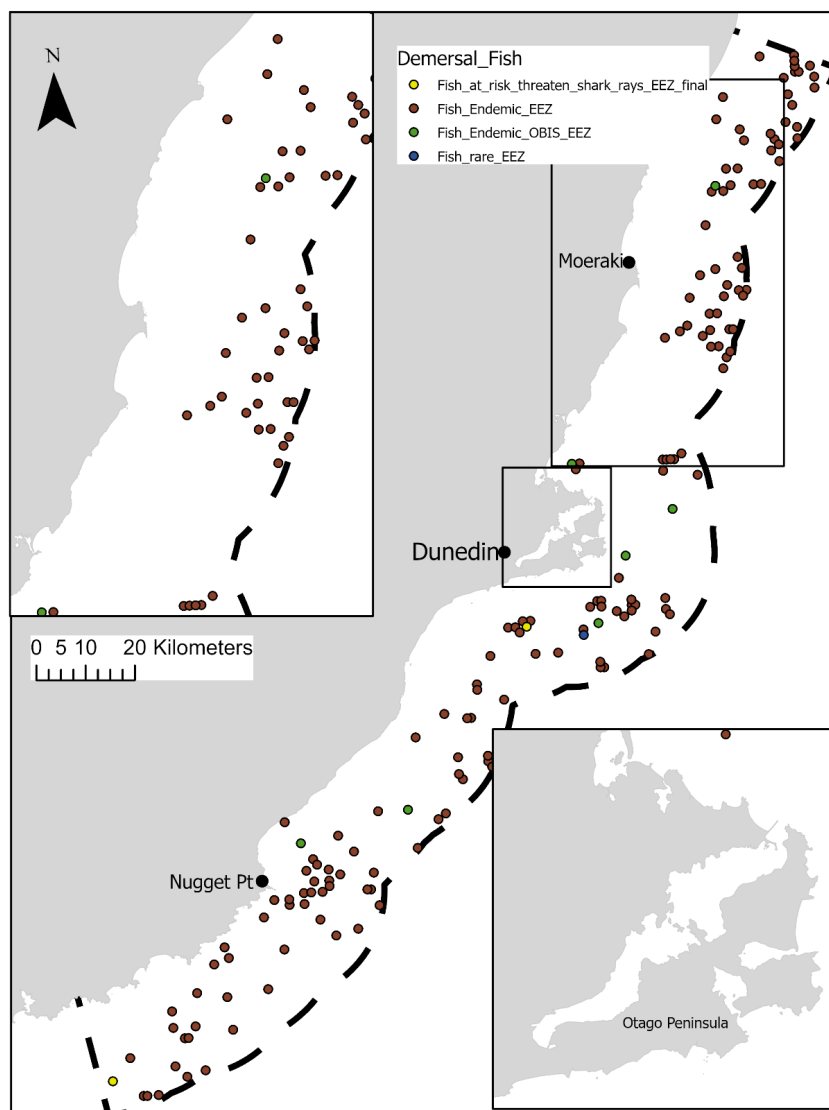 N
Demersal_Fish
Fish_at_risk_threaten_shark_rays_EEZ_final
Fish_Endemic_EEZ
Fish_Endemic_OBIS_EEZ
Fish_rare_EEZ
Moeraki
Dunedin
0 5 10 20 Kilometers
Nugget Pt
Otago Peninsula